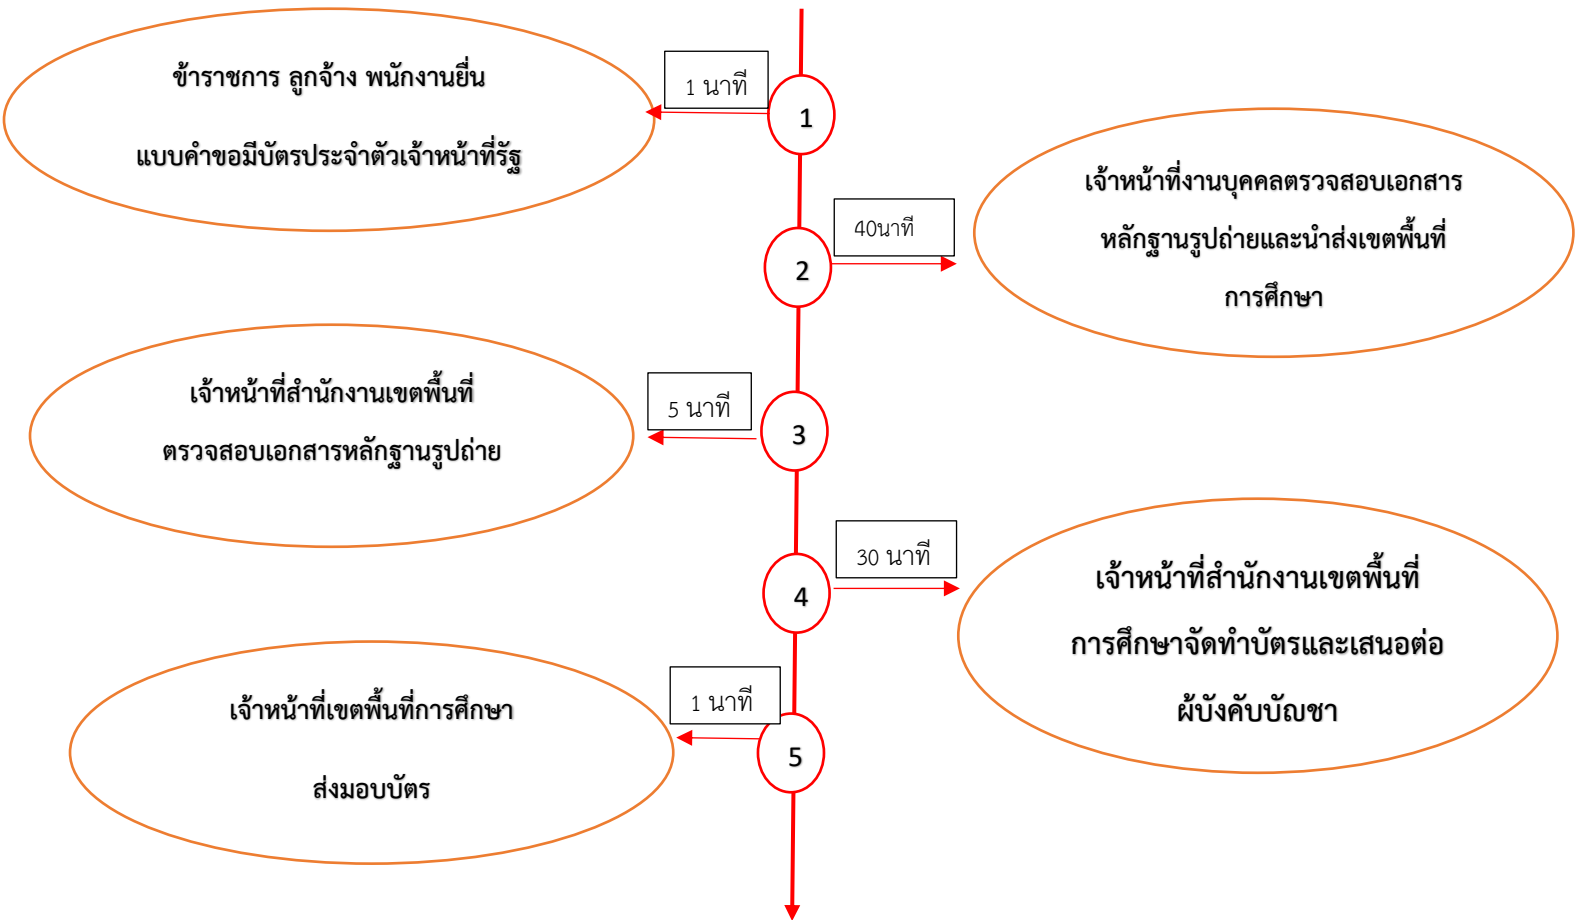 ข้าราชการ ลูกจ้าง พนักงานยื่น
แบบคำขอมีบัตรประจำตัวเจ้าหน้าที่รัฐ
1 นาที
1
เจ้าหน้าที่งานบุคคลตรวจสอบเอกสาร
หลักฐานรูปถ่ายและนำส่งเขตพื้นที่
การศึกษา
40นาที
2
เจ้าหน้าที่สำนักงานเขตพื้นที่
ตรวจสอบเอกสารหลักฐานรูปถ่าย
5 นาที
3
30 นาที
4
เจ้าหน้าที่สำนักงานเขตพื้นที่
การศึกษาจัดทำบัตรและเสนอต่อ
ผ้บังคับบัญชา
เจ้าหน้าที่เขตพื้นที่การศึกษา
ส่งมอบบัตร
1 นาที
5